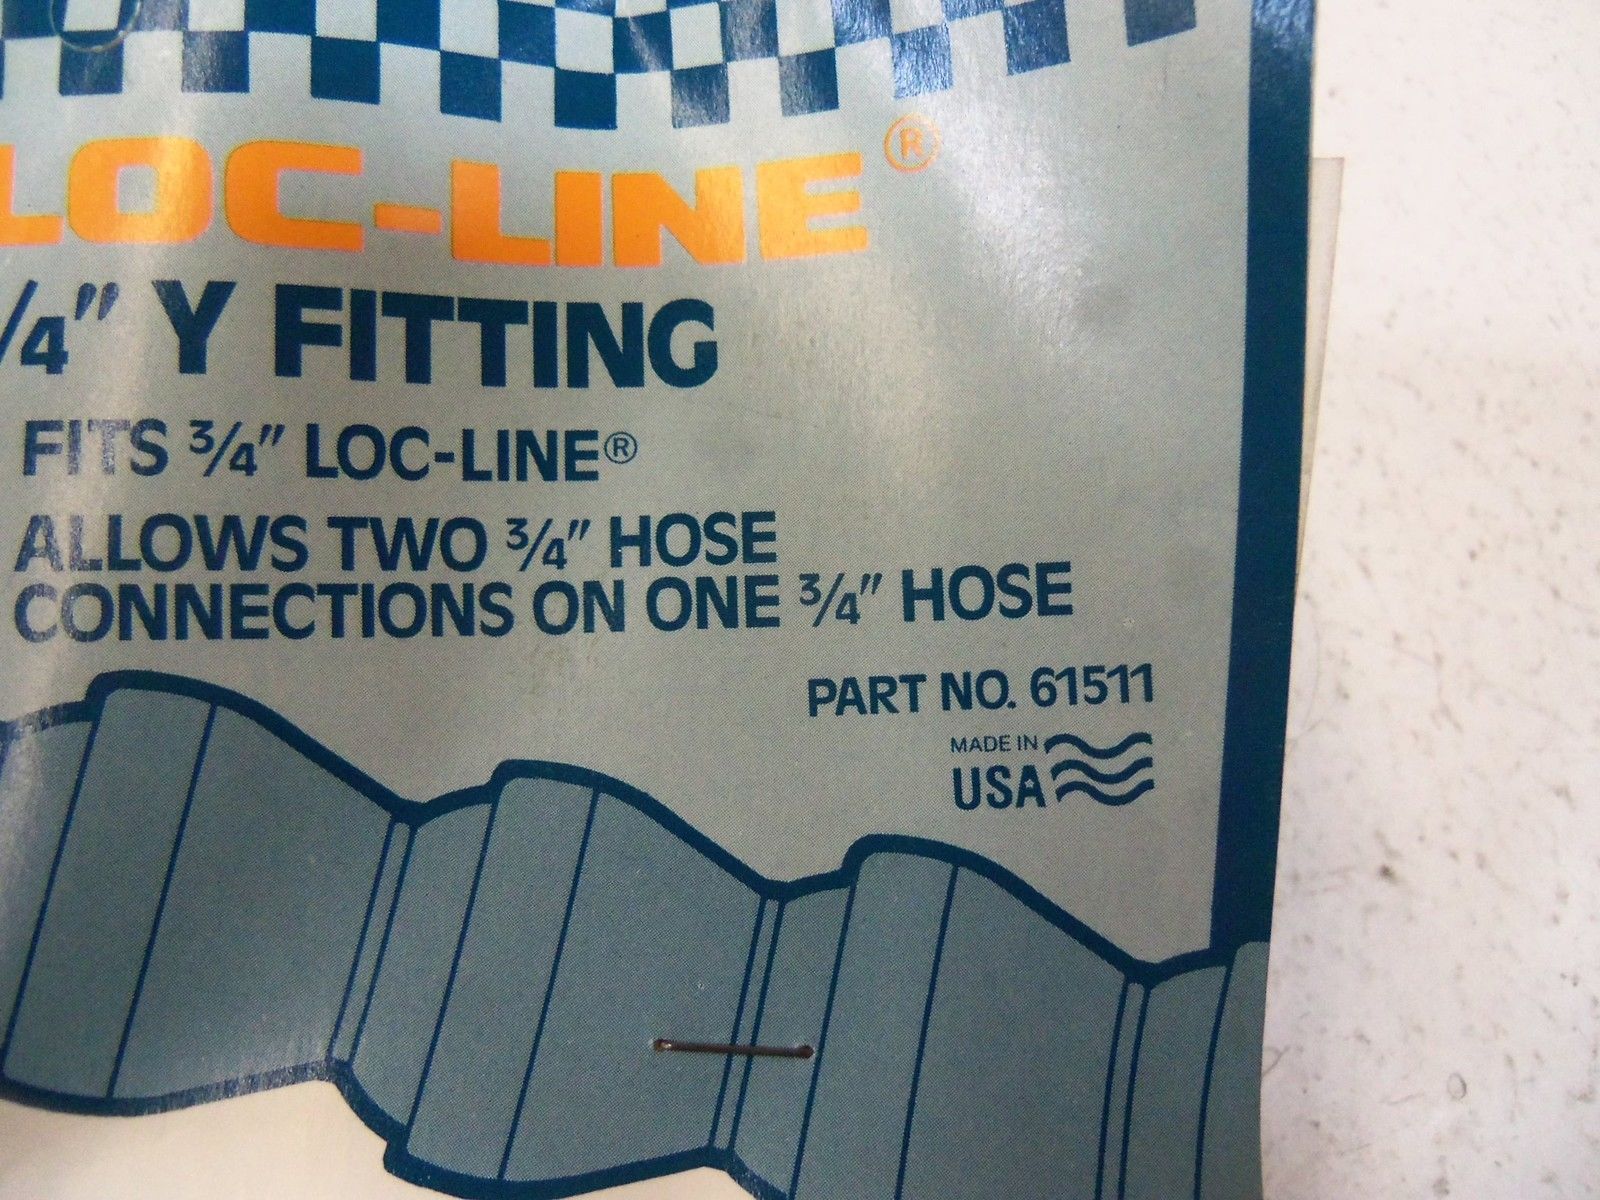 LOC-LINE®
/4" Y FITTING
FITS 3/4" LOC-LINE®
ALLOWS TWO 3/4" HOSE
CONNECTIONS ON ONE 3/4" HOSE
PART NO. 61511
MADE IN
USA